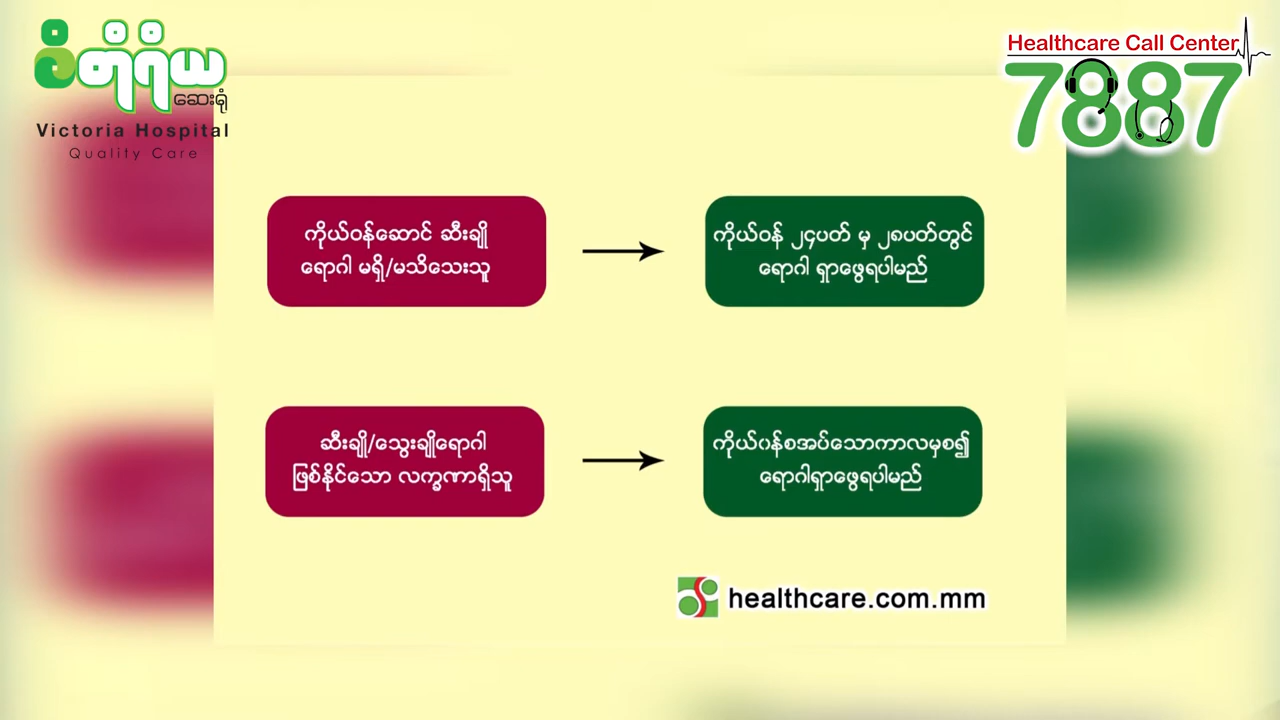 ဗိတိုရိယ
ဆေးရုံ
Victoria Hospital
Quality Care
Healthcare Call Center
7887
ကိုယ်ဝန်ဆောင် ဆီးချို
ရောဂါ မရှိ/မသိသေးသူ
ကိုယ်ဝန် ၂၄ပတ် မှ ၂၈ပတ်တွင်
ရောဂါ ရှာဖွေရပါမည်
ဆီးချို/သွေးချိုရောဂါ
ဖြစ်နိုင်သော လက္ခဏာရှိသူ
ကိုယ်ဝန်စအပ်သောကာလမှစ၍
ရောဂါရှာဖွေရပါမည်
healthcare.com.mm